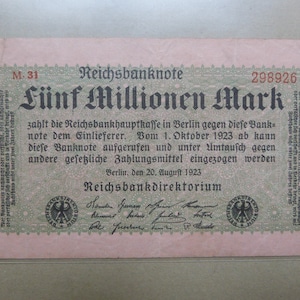 M. 31 Reichsbanknote 298926
Fünf Millionen Mark
zahlt die Reichsbankhauptkasse in Berlin gegen diese Bank-
note dem Einlieferer. Vom 1. Oktober 1923 ab kann
diese Banknote aufgerufen und unter Umtausch gegen
andere gesetzliche Zahlungsmittel eingezogen werden
Berlin, den 20. August 1923
Reichsbankdirektorium